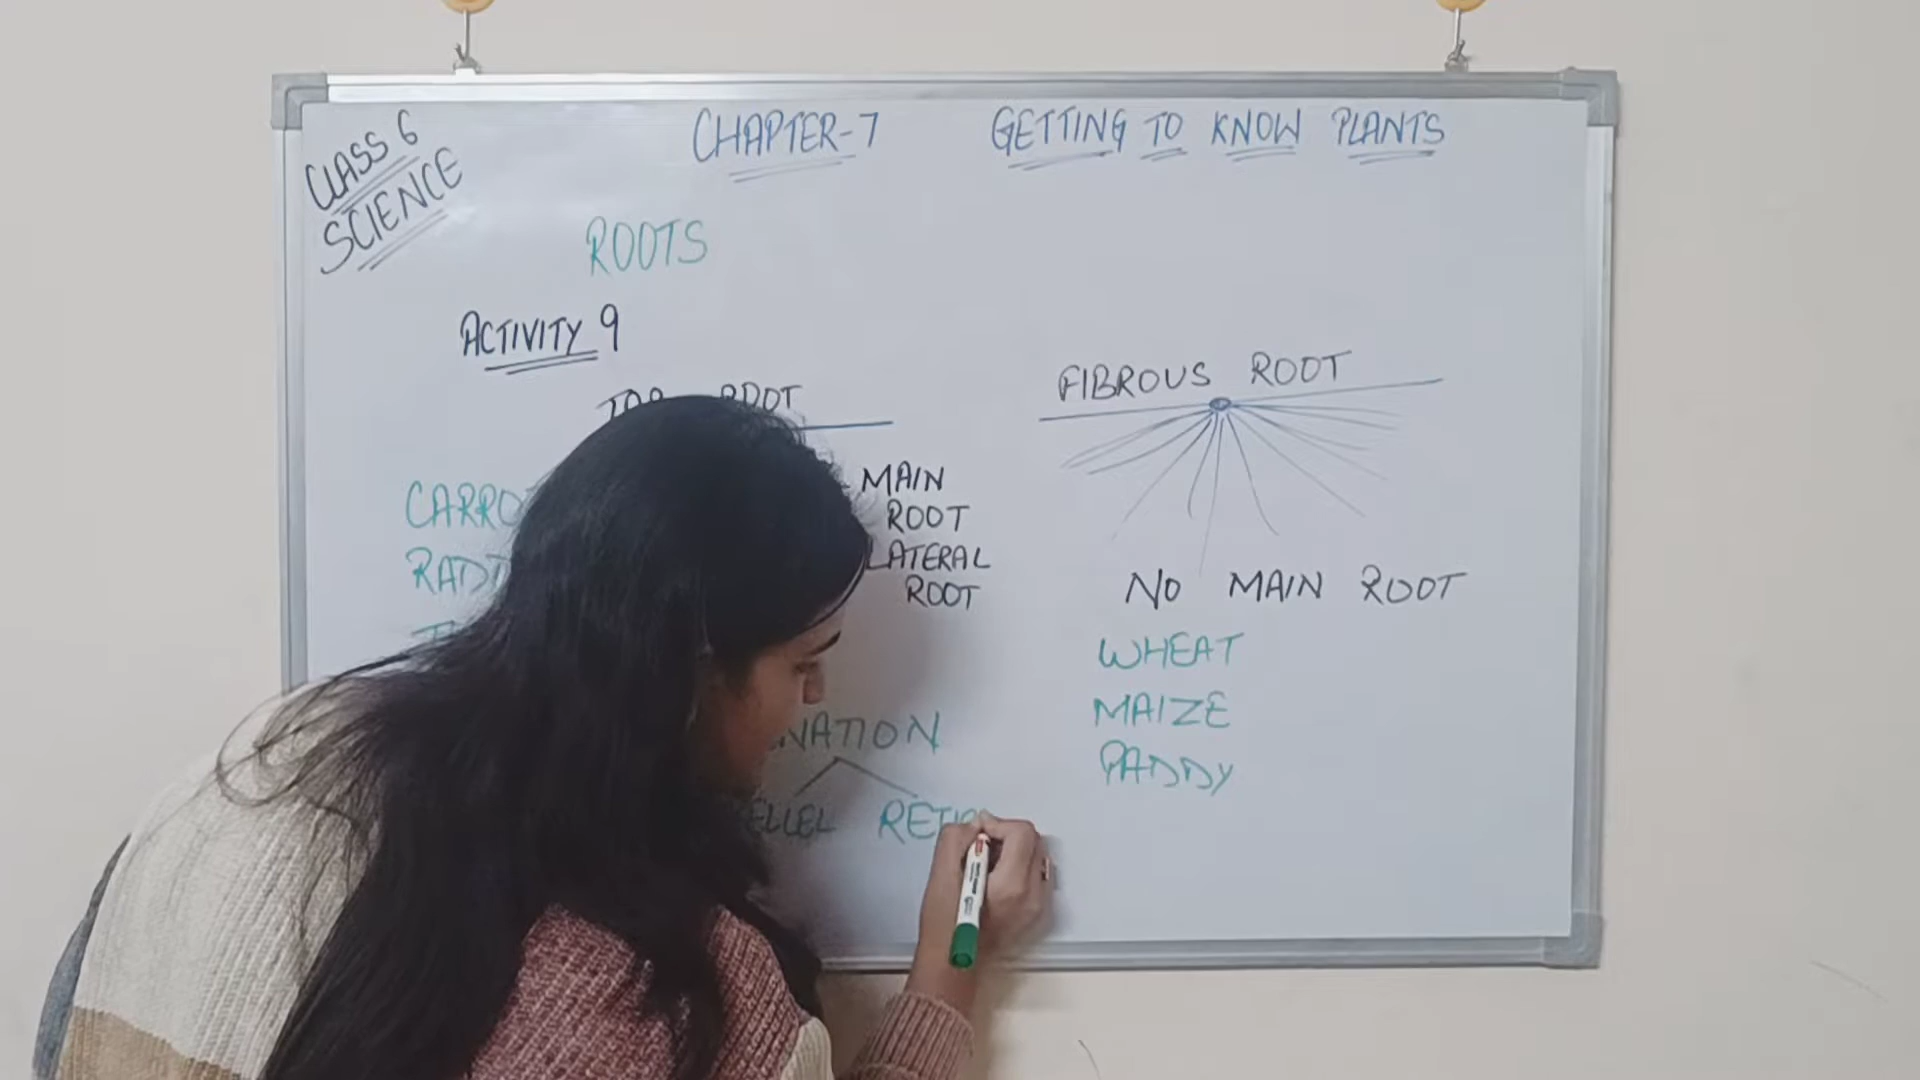 CLASS 6
SCIENCE
CHAPTER-7 GETTING TO KNOW PLANTS
ROOTS
ACTIVITY 9
ROOT
MAIN
ROOT
LATERAL
ROOT
FIBROUS ROOT
NO MAIN ROOT
WHEAT
MAIZE
PADDY